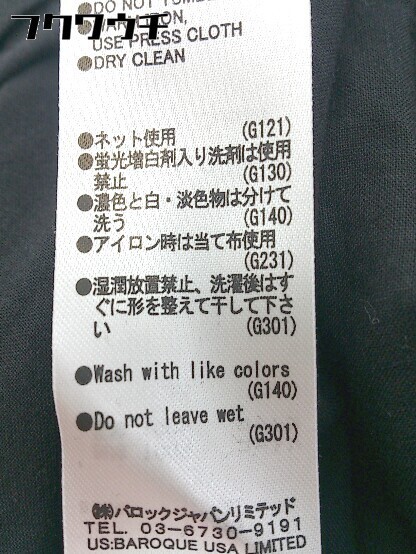 フクウクチ
●DO NOT TUMBLE
●WARM IRON,
USE PRESS CLOTH
●DRY CLEAN
●ネット使用 (G121)
●蛍光増白剤入り洗剤は使用
禁止 (G130)
●濃色と白・淡色物は分けて
洗う (G140)
●アイロン時は当て布使用
(G231)
●湿潤放置禁止、洗濯後はす
ぐに形を整えて干して下さ
い (G301)
●Wash with like colors
(G140)
●Do not leave wet
(G301)
㈱バロックジャパンリミテッド
TEL. 03-6730-9191
US:BAROQUE USA LIMITED